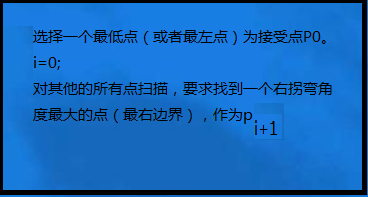 选择一个最低点（或者最左点）为接受点P0。
i=0;
对其他的所有点扫描，要求找到一个右拐弯角
度最大的点（最右边界），作为p
i+1